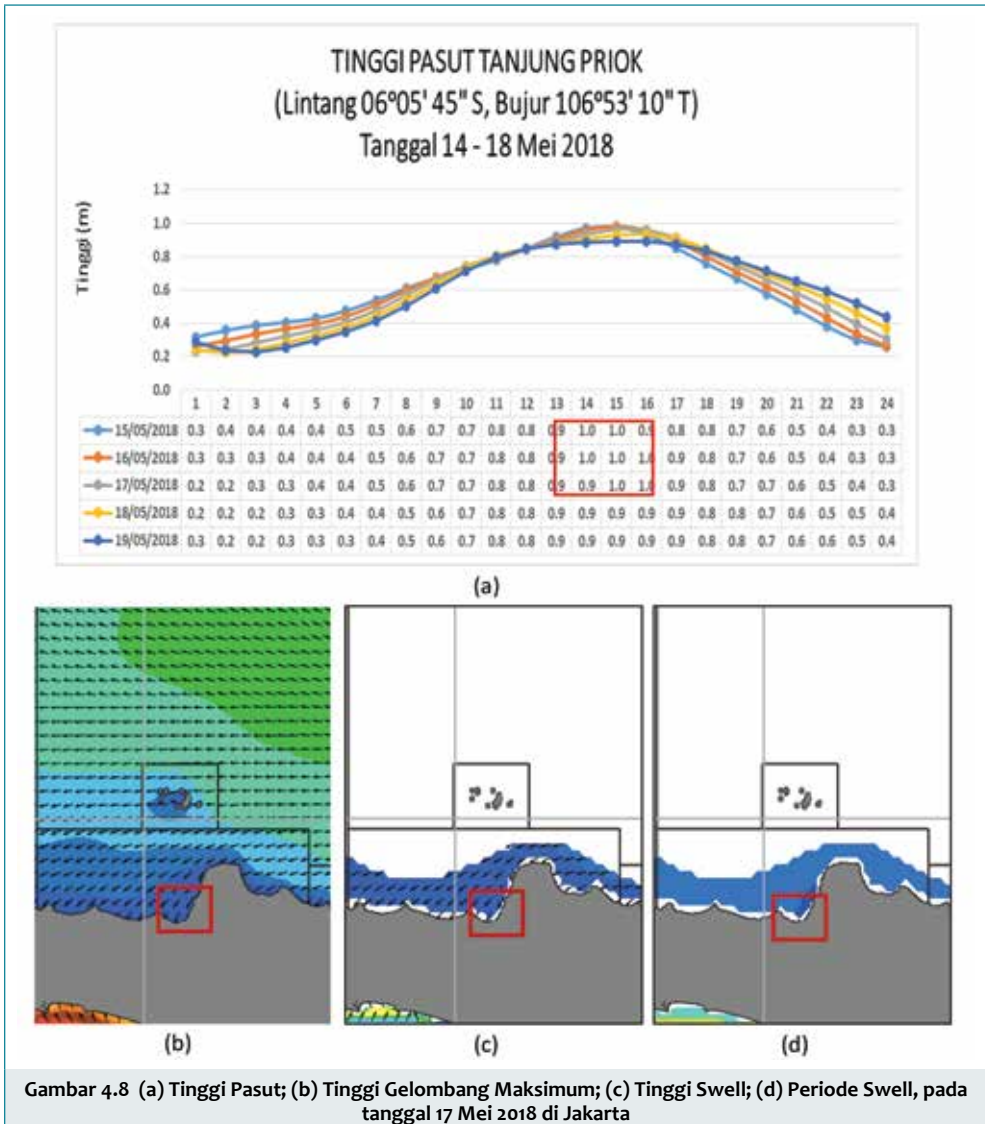 TINGGI PASUT TANJUNG PRIOK
(Lintang 06°05' 45" S, Bujur 106°53' 10" T)
Tanggal 14 - 18 Mei 2018
Tinggi (m)
1.2
1.0
0.8
0.6
0.4
0.2
0.0
1 2 3 4 5 6 7 8 9 10 11 12 13 14 15 16 17 18 19 20 21 22 23 24
15/05/2018 0.3 0.4 0.4 0.4 0.4 0.5 0.5 0.6 0.7 0.7 0.8 0.8 0.9 1.0 1.0 0.9 0.8 0.8 0.7 0.6 0.5 0.4 0.3 0.3
16/05/2018 0.3 0.3 0.3 0.4 0.4 0.4 0.5 0.6 0.7 0.7 0.8 0.8 0.9 1.0 1.0 1.0 0.9 0.8 0.7 0.6 0.5 0.4 0.3 0.3
17/05/2018 0.2 0.2 0.3 0.3 0.4 0.4 0.5 0.6 0.7 0.7 0.8 0.8 0.9 0.9 1.0 1.0 0.9 0.8 0.7 0.7 0.6 0.5 0.4 0.3
18/05/2018 0.2 0.2 0.2 0.3 0.3 0.4 0.4 0.5 0.6 0.7 0.8 0.8 0.9 0.9 0.9 0.9 0.9 0.8 0.8 0.7 0.6 0.5 0.5 0.4
19/05/2018 0.3 0.2 0.2 0.3 0.3 0.3 0.4 0.5 0.6 0.7 0.8 0.8 0.9 0.9 0.9 0.9 0.9 0.8 0.8 0.7 0.6 0.6 0.5 0.4
(a)
(b) (c) (d)
Gambar 4.8 (a) Tinggi Pasut; (b) Tinggi Gelombang Maksimum; (c) Tinggi Swell; (d) Periode Swell, pada
tanggal 17 Mei 2018 di Jakarta